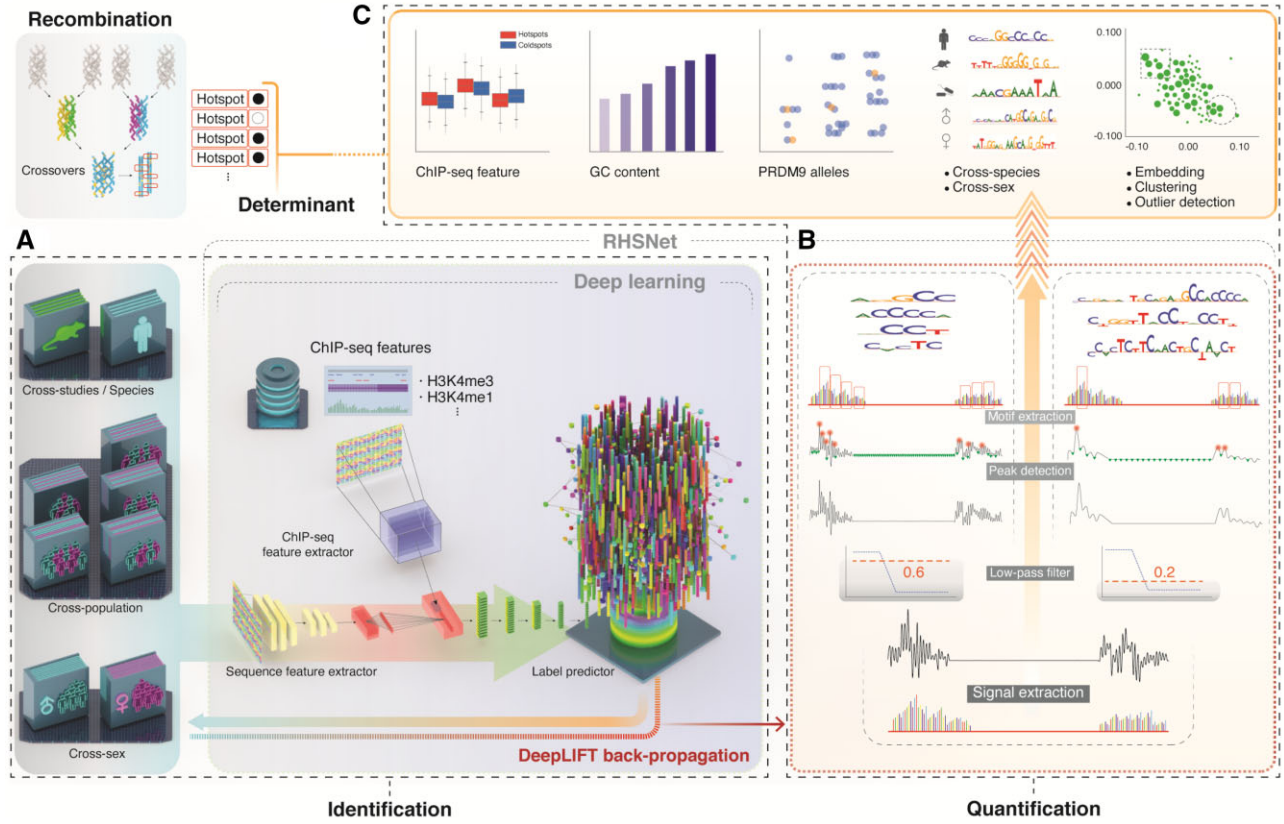 Recombination
Crossovers
Hotspot
Hotspot
Hotspot
Hotspot
Determinant
C
Hotspots
Coldspots
ChIP-seq feature
GC content
PRDM9 alleles
• Cross-species
• Cross-sex
0.100
0.000
-0.100
-0.10
0.00
0.10
• Embedding
• Clustering
• Outlier detection
A
RHSNet
Deep learning
Cross-studies / Species
Cross-population
Cross-sex
ChIP-seq features
· H3K4me3
· H3K4me1
ChIP-seq
feature extractor
Sequence feature extractor
Label predictor
DeepLIFT back-propagation
Identification
B
Motif extraction
Peak detection
0.6
Low-pass filter
0.2
Signal extraction
Quantification